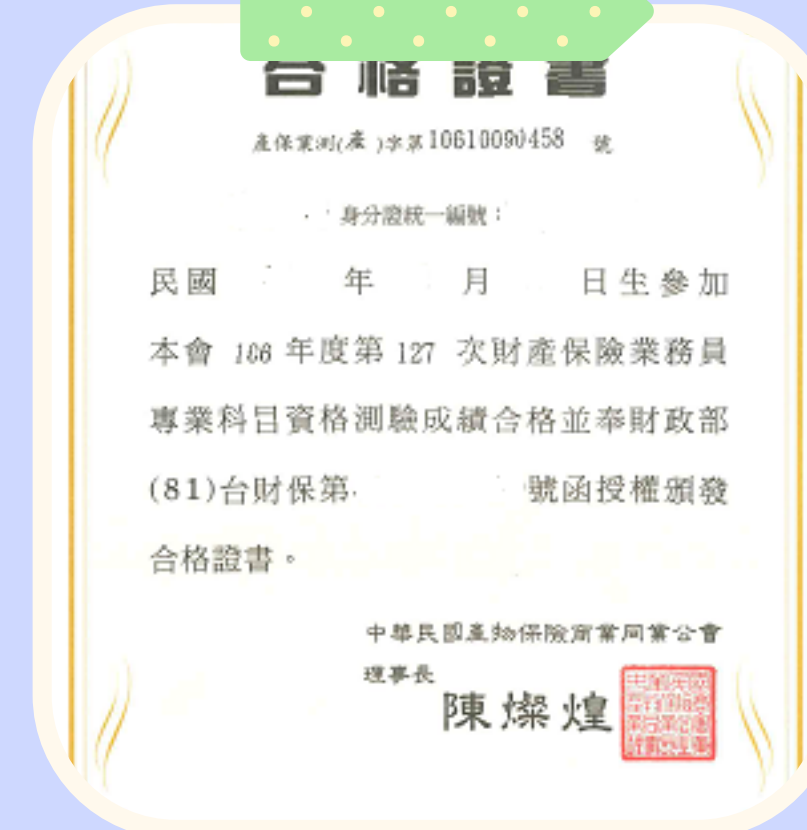 合格證書
產保業測(產)字第10610090458 號
身分證統一編號：
民國 年 月 日生參加
本會 106 年度第 127 次財產保險業務員
專業科目資格測驗成績合格並奉財政部
(81)台財保第 號函授權頒發
合格證書。
中華民國產物保險商業同業公會
理事長
陳燦煌